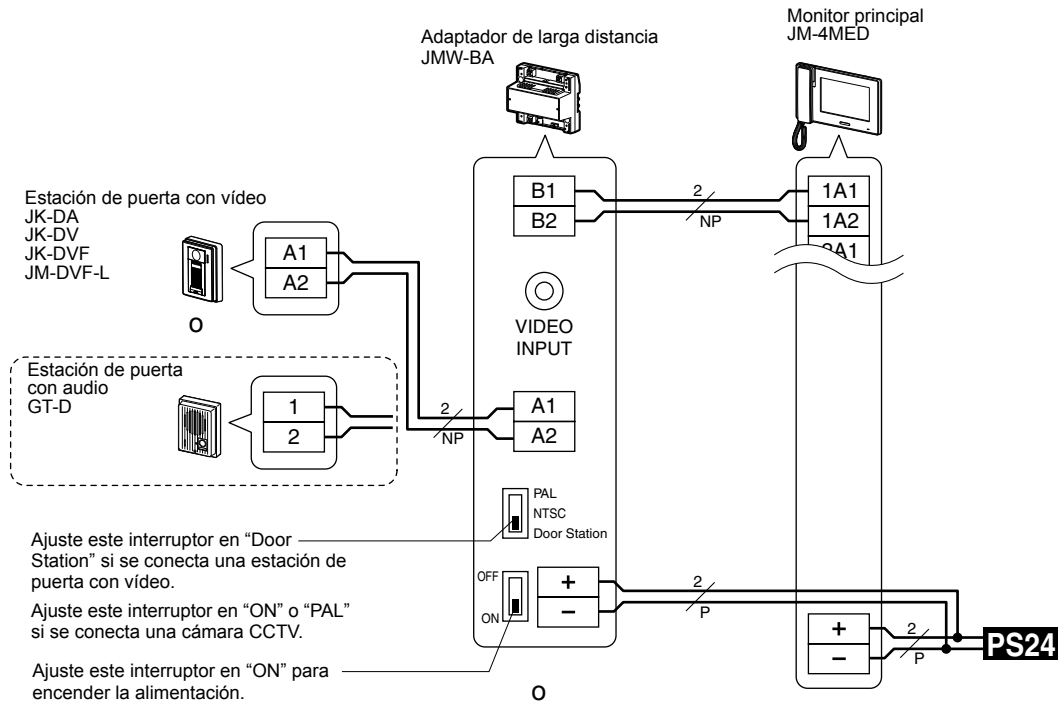 Monitor principal
JM-4MED
Adaptador de larga distancia
JMW-BA
Estación de puerta con vídeo
JK-DA
JK-DV
JK-DVF
JM-DVF-L
A1
A2
o
B1
B2
2
NP
1A1
1A2
2A1
VIDEO
INPUT
Estación de puerta
con audio
GT-D
1
2
2
NP
A1
A2
PAL
NTSC
Door Station
Ajuste este interruptor en “Door
Station” si se conecta una estación de
puerta con vídeo.
Ajuste este interruptor en “ON” o “PAL”
si se conecta una cámara CCTV.
Ajuste este interruptor en “ON” para
encender la alimentación.
OFF
ON
+
−
2
P
+
−
2
P
PS24
o